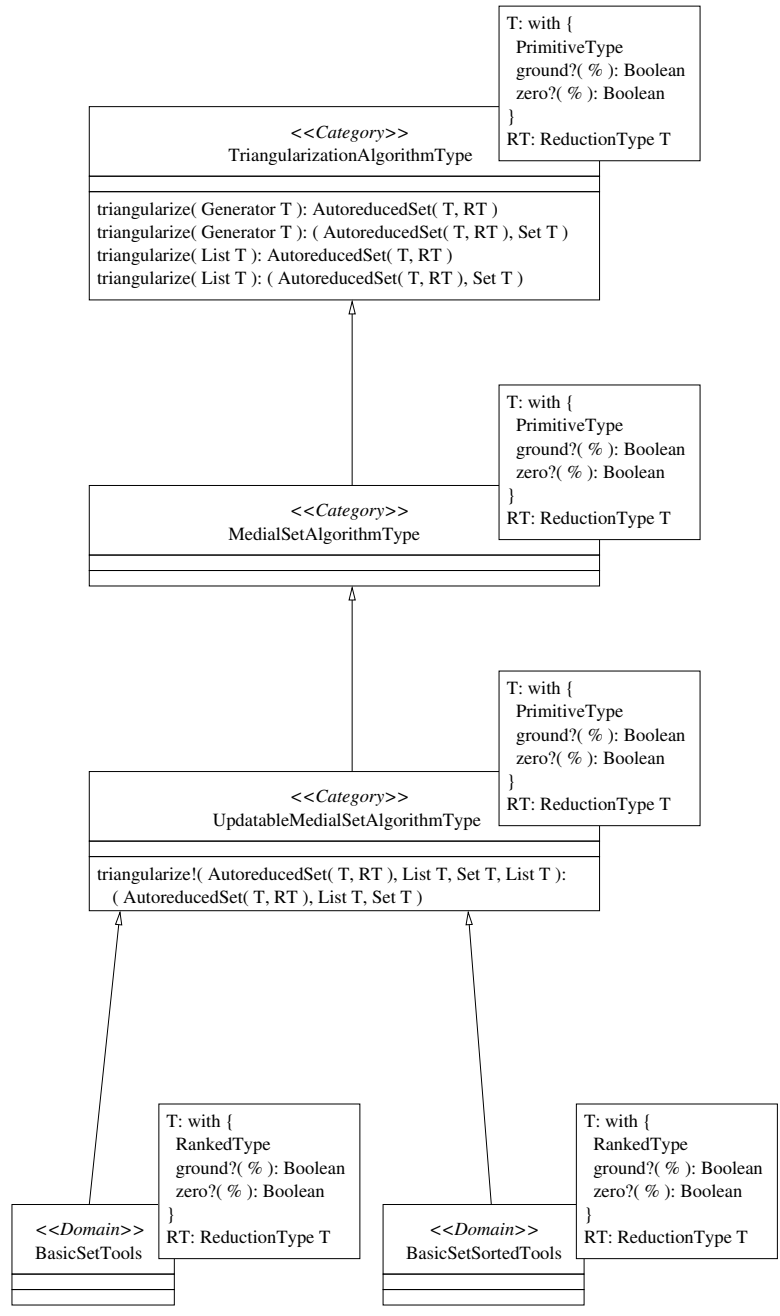 T: with {
PrimitiveType
ground?( % ): Boolean
zero?( % ): Boolean
}
RT: ReductionType T
<<Category>>
TriangularizationAlgorithmType
triangularize( Generator T ): AutoreducedSet( T, RT )
triangularize( Generator T ): ( AutoreducedSet( T, RT ), Set T )
triangularize( List T ): AutoreducedSet( T, RT )
triangularize( List T ): ( AutoreducedSet( T, RT ), Set T )
T: with {
PrimitiveType
ground?( % ): Boolean
zero?( % ): Boolean
}
RT: ReductionType T
<<Category>>
MedialSetAlgorithmType
T: with {
PrimitiveType
ground?( % ): Boolean
zero?( % ): Boolean
}
RT: ReductionType T
<<Category>>
UpdatableMedialSetAlgorithmType
triangularize!( AutoreducedSet( T, RT ), List T, Set T, List T ):
( AutoreducedSet( T, RT ), List T, Set T )
T: with {
RankedType
ground?( % ): Boolean
zero?( % ): Boolean
}
RT: ReductionType T
<<Domain>>
BasicSetTools
T: with {
RankedType
ground?( % ): Boolean
zero?( % ): Boolean
}
RT: ReductionType T
<<Domain>>
BasicSetSortedTools